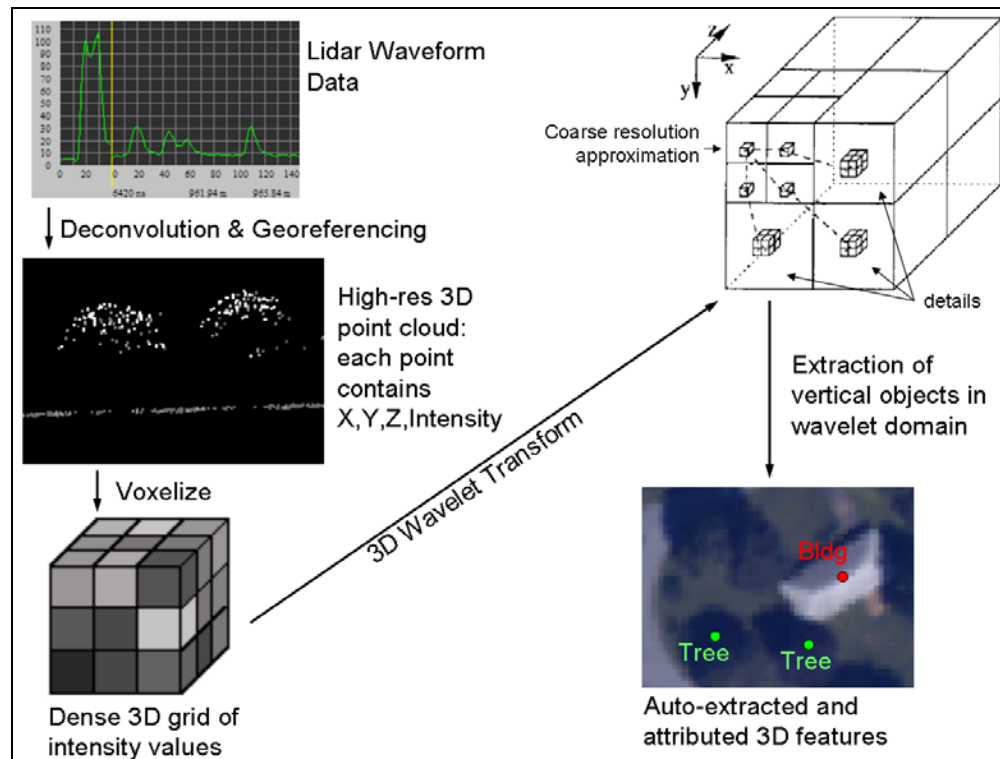 110
100
90
80
70
60
50
40
30
20
10
0
0 20 40 0 20 40 60 80 100 120 140
6420 ns 961.94 m 965.84 m
Lidar Waveform
Data
Deconvolution & Georeferencing
High-res 3D
point cloud:
each point
contains
X,Y,Z,Intensity
Voxelize
Dense 3D grid of
intensity values
3D Wavelet Transform
z
x
y
Coarse resolution
approximation
details
Extraction of
vertical objects in
wavelet domain
Bldg
Tree
Tree
Auto-extracted and
attributed 3D features